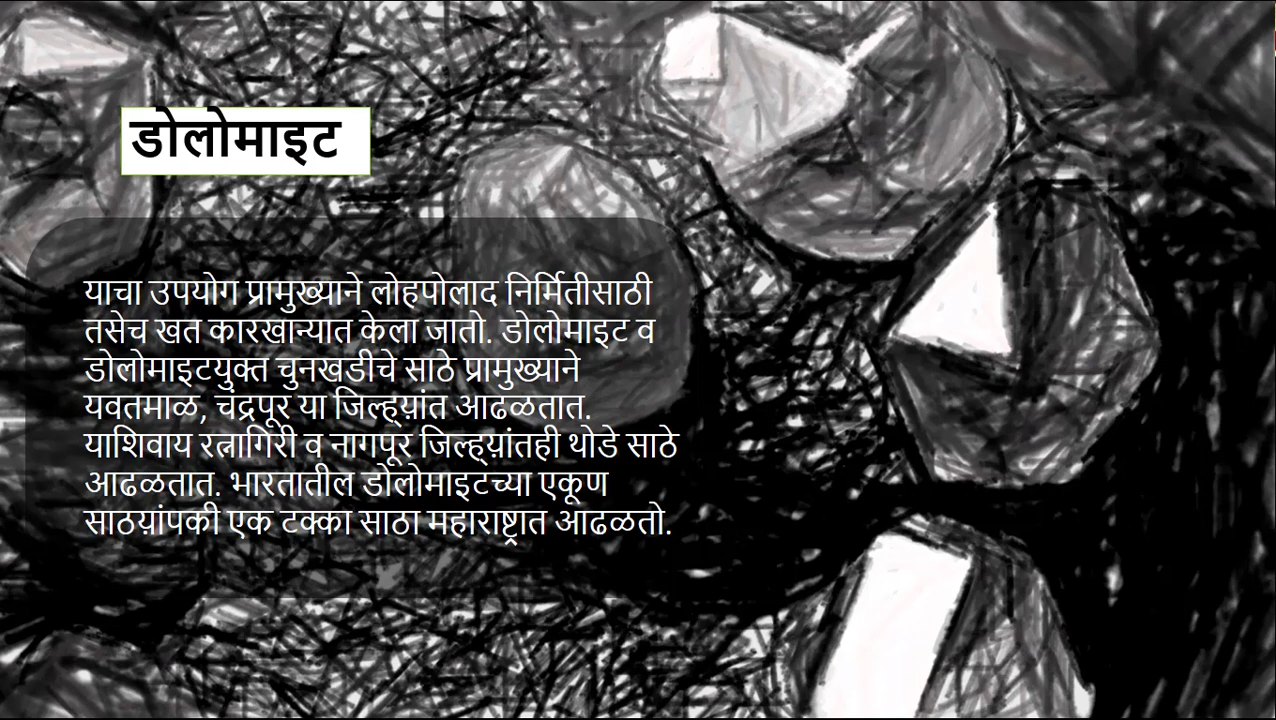 डोलोमाइट
याचा उपयोग प्रामुख्याने लोहपोलाद निर्मितीसाठी
तसेच खत कारखान्यात केला जातो. डोलोमाइट व
डोलोमाइटयुक्त चुनखडीचे साठे प्रामुख्याने
यवतमाळ, चंद्रपूर या जिल्ह्य़ांत आढळतात.
याशिवाय रत्नागिरी व नागपूर जिल्ह्य़ांतही थोडे साठे
आढळतात. भारतातील डोलोमाइटच्या एकूण
साठय़ांपकी एक टक्का साठा महाराष्ट्रात आढळतो.